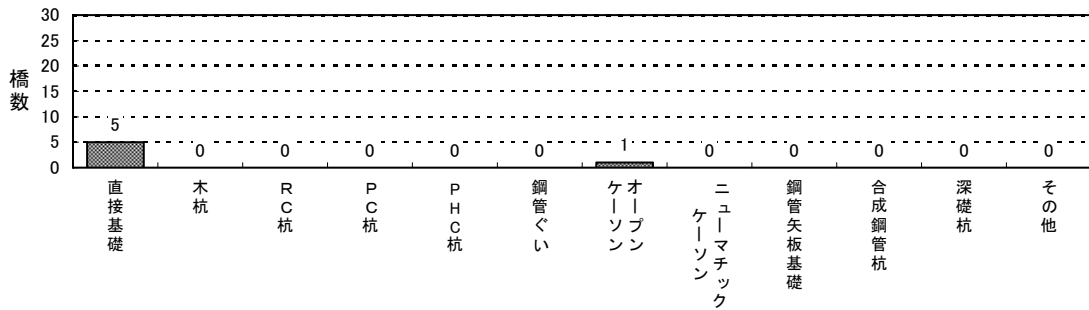 30
25
20
15
10
5
0
橋数
5
0
0
0
0
0
1
0
0
0
0
0
直接基礎
木杭
RC杭
PC杭
PHC杭
鋼管ぐい
オープン
ケーソン
ニューマチック
ケーソン
鋼管矢板基礎
合成鋼管杭
深礎杭
その他